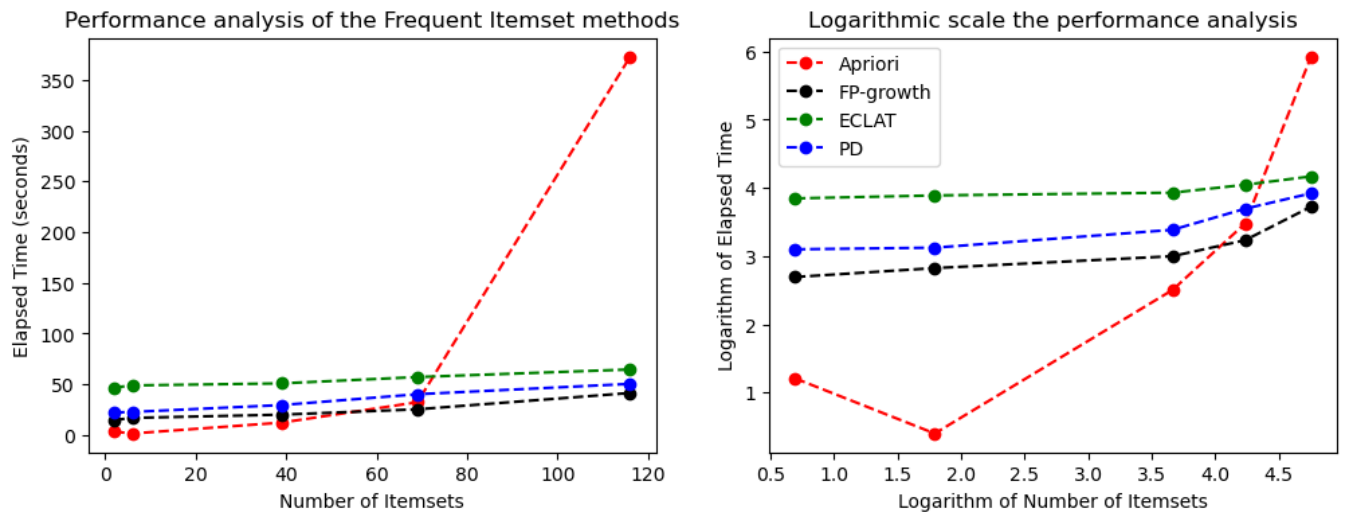 Performance analysis of the Frequent Itemset methods
350
300
250
200
150
100
50
0
Elapsed Time (seconds)
0 20 40 60 80 100 120
Number of Itemsets
Logarithmic scale the performance analysis
Apriori
FP-growth
ECLAT
PD
6
5
4
3
2
1
Logarithm of Elapsed Time
0.5 1.0 1.5 2.0 2.5 3.0 3.5 4.0 4.5
Logarithm of Number of Itemsets